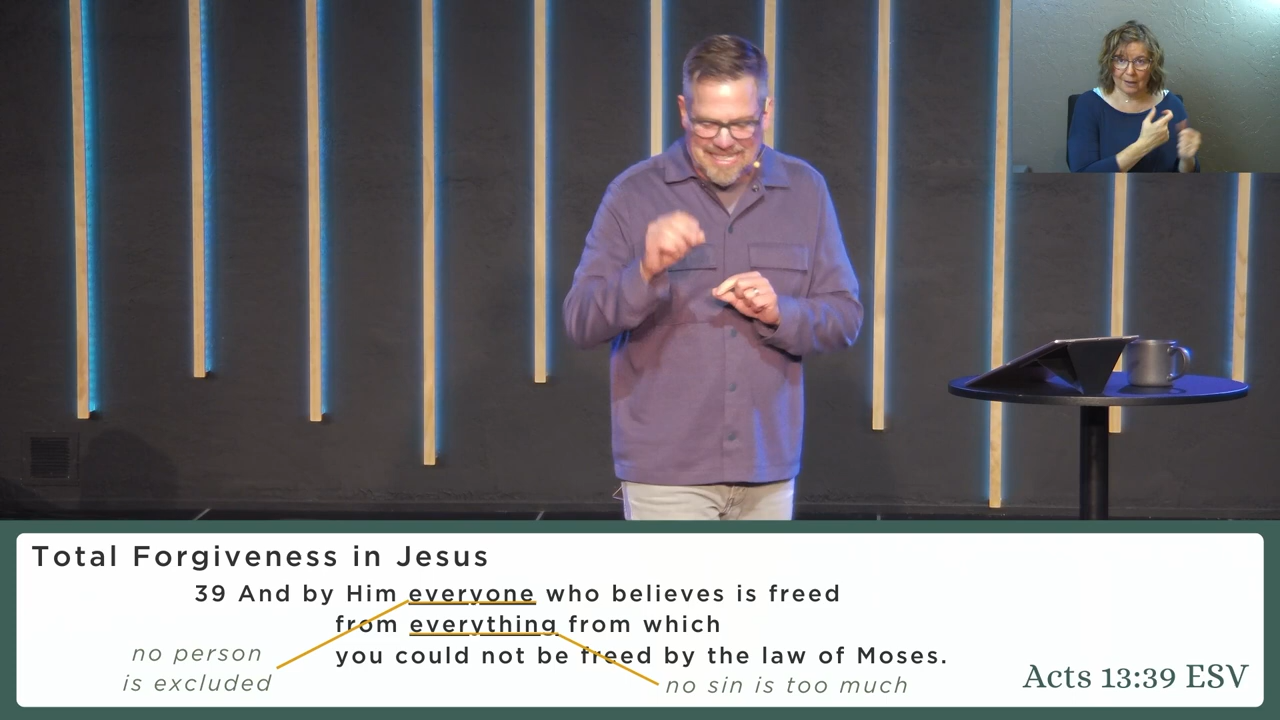 Total Forgiveness in Jesus
39 And by Him everyone who believes is freed
from everything from which
you could not be freed by the law of Moses.
no person
is excluded
no sin is too much
Acts 13:39 ESV